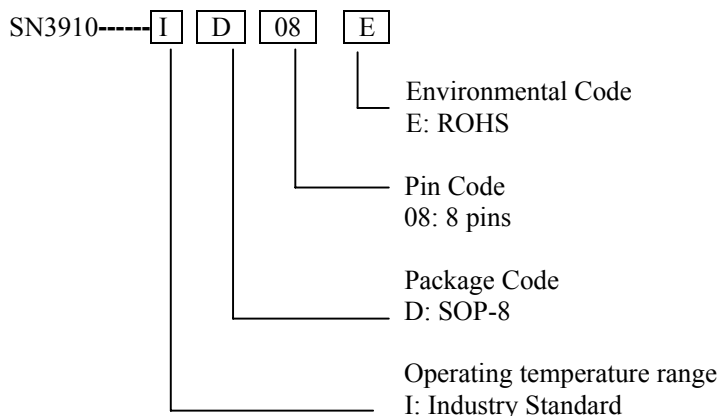 SN3910------ I D 08 E
Environmental Code
E: ROHS
Pin Code
08: 8 pins
Package Code
D: SOP-8
Operating temperature range
I: Industry Standard